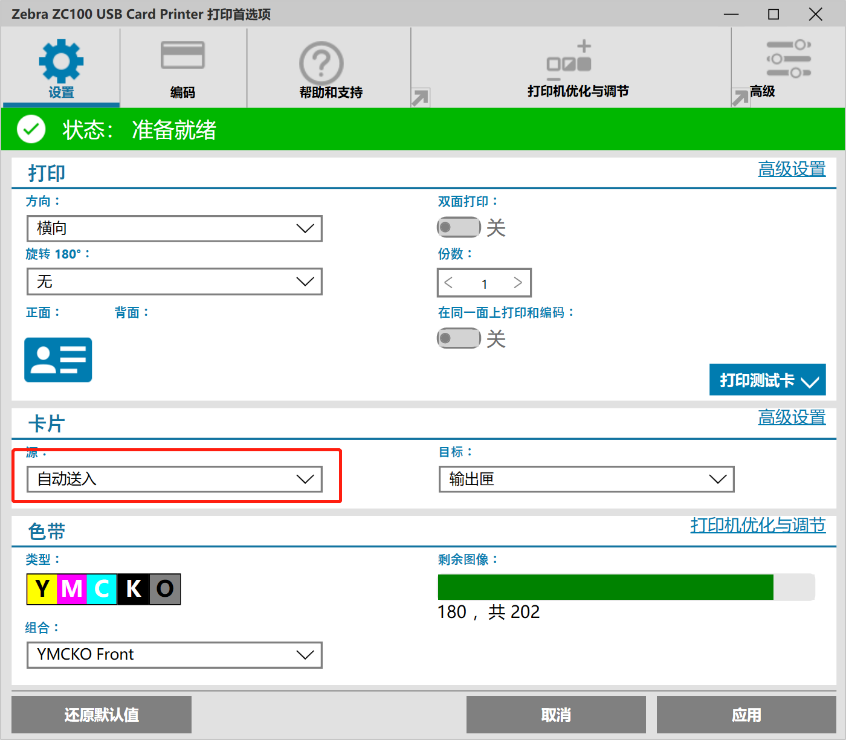 Zebra ZC100 USB Card Printer 打印首选项
设置
编码
帮助和支持
打印机优化与调节
高级
状态： 准备就绪
打印
高级设置
方向：
横向
双面打印：
关
旋转 180°：
无
份数：
1
正面：
背面：
在同一面上打印和编码：
关
打印测试卡
卡片
高级设置
源：
自动送入
目标：
输出匣
色带
打印机优化与调节
类型：
Y M C K O
剩余图像：
180 ，共 202
组合：
YMCKO Front
还原默认值
取消
应用